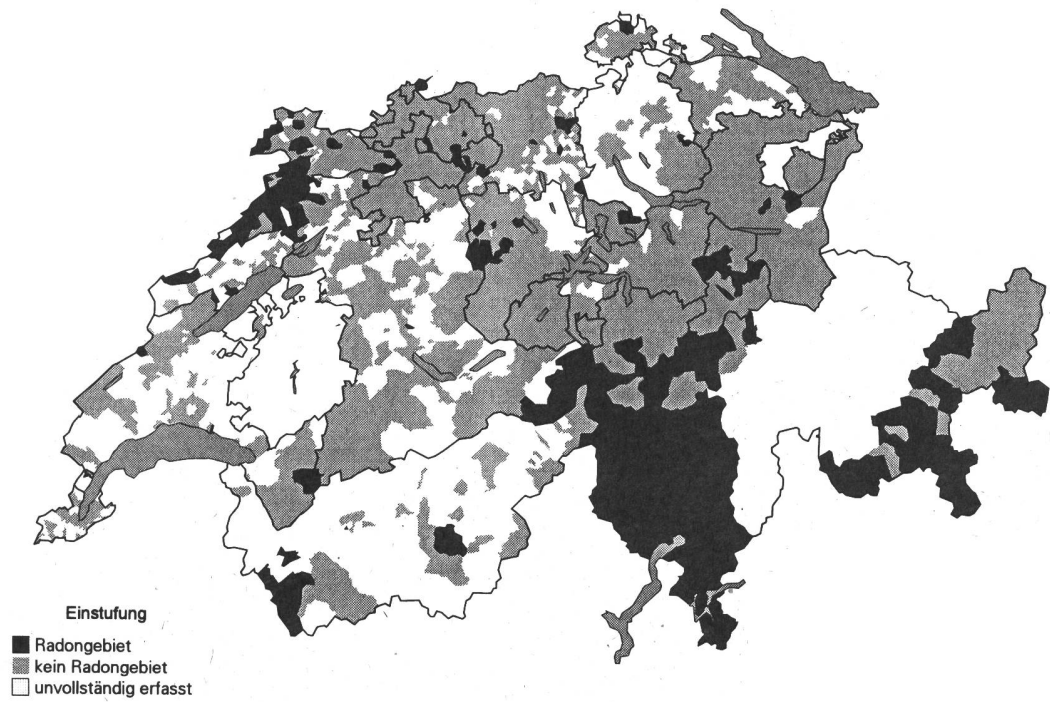 Einstufung
Radongebiet
kein Radongebiet
unvollständig erfasst